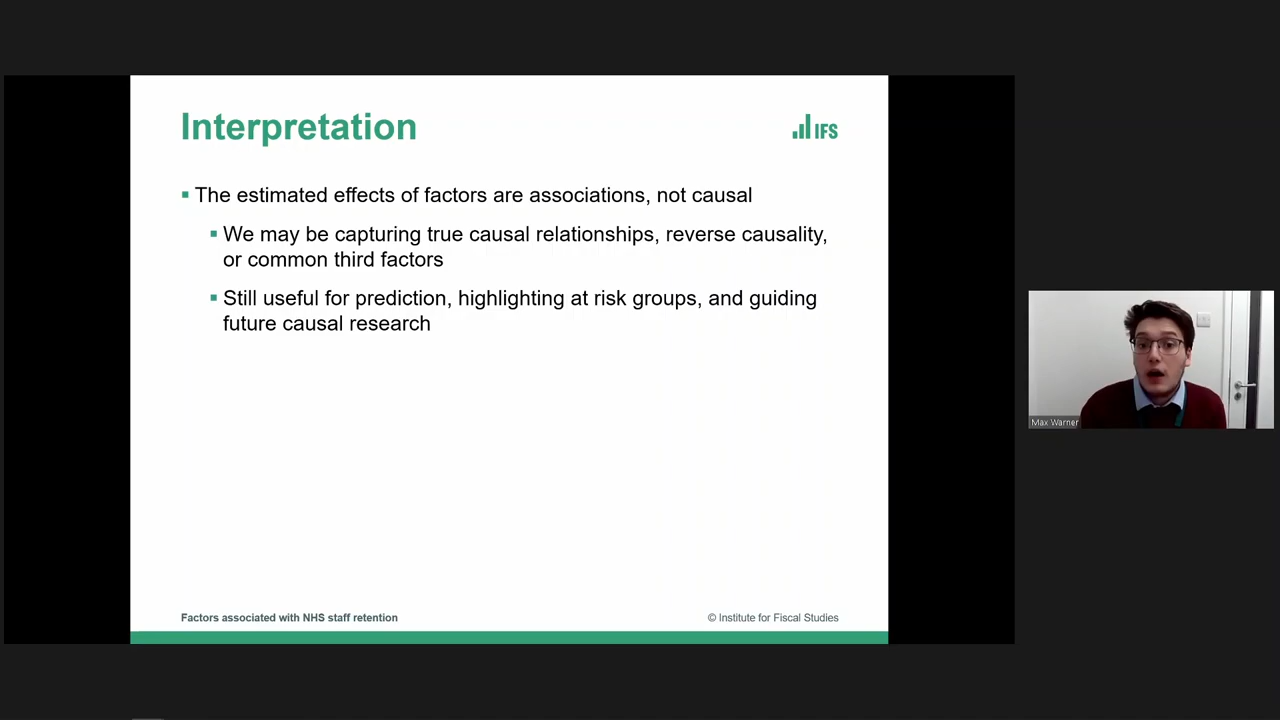 Interpretation
IFS
The estimated effects of factors are associations, not causal
We may be capturing true causal relationships, reverse causality,
or common third factors
Still useful for prediction, highlighting at risk groups, and guiding
future causal research
Factors associated with NHS staff retention
© Institute for Fiscal Studies
Max Warner